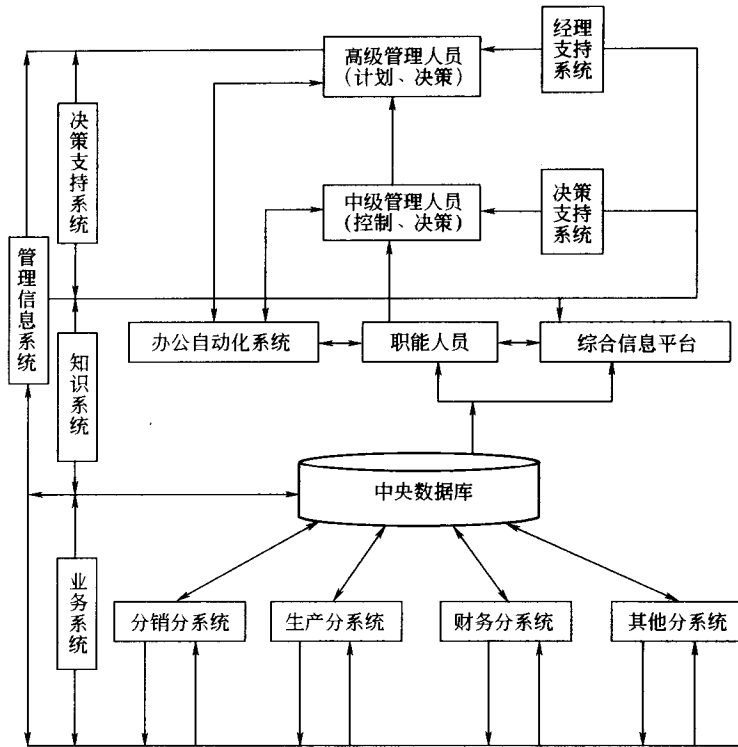 高级管理人员
(计划、决策)
经理
支持
系统
决策支持系统
中级管理人员
(控制、决策)
决策
支持
系统
管理信息系统
办公自动化系统
职能人员
综合信息平台
知识系统
中央数据库
业务系统
分销分系统
生产分系统
财务分系统
其他分系统